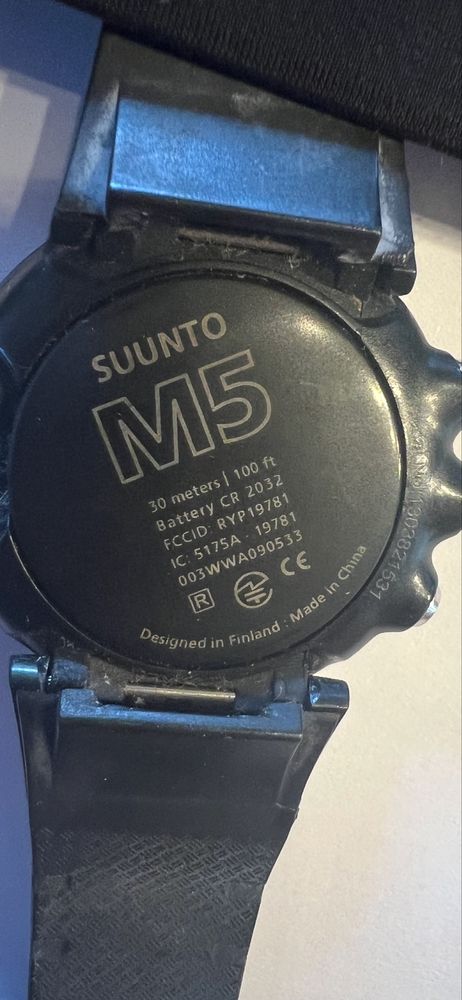 SUUNTO
M5
30 meters | 100 ft
Battery CR 2032
FCCID: RYP19781
IC: 5175A - 19781
003WWA090533
R CE
Designed in Finland : Made in China